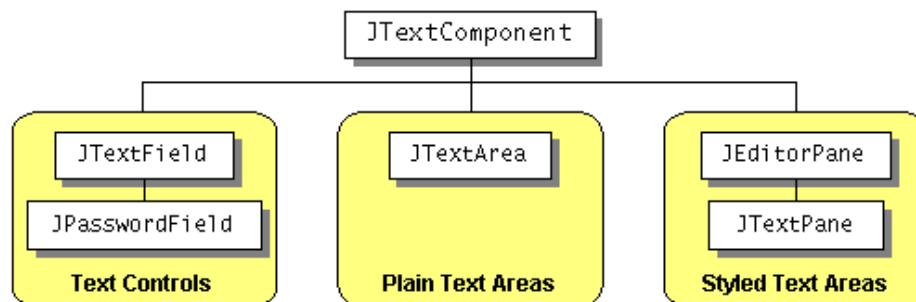 JTextComponent
JTextField
JPasswordField
Text Controls
JTextArea
Plain Text Areas
JEditorPane
JTextPane
Styled Text Areas